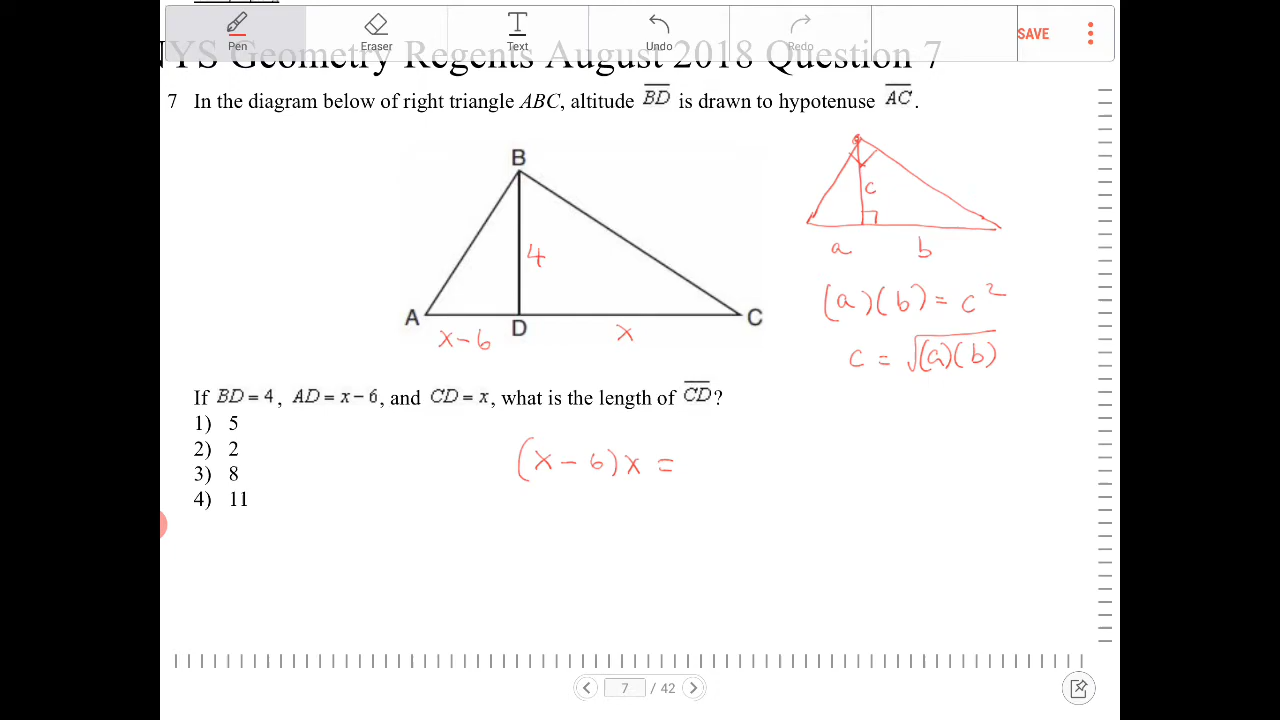 Pen
Eraser
Text
Undo
Redo
SAVE
NYS Geometry Regents August 2018 Question 7
7 In the diagram below of right triangle ABC, altitude BD is drawn to hypotenuse AC.
B
4
A
D
C
x-6
x
c
a
b
(a)(b) = c²
c = √(a)(b)
If BD = 4, AD = x - 6, and CD = x, what is the length of CD?
1) 5
2) 2
3) 8
4) 11
(x - 6)x =
7 / 42